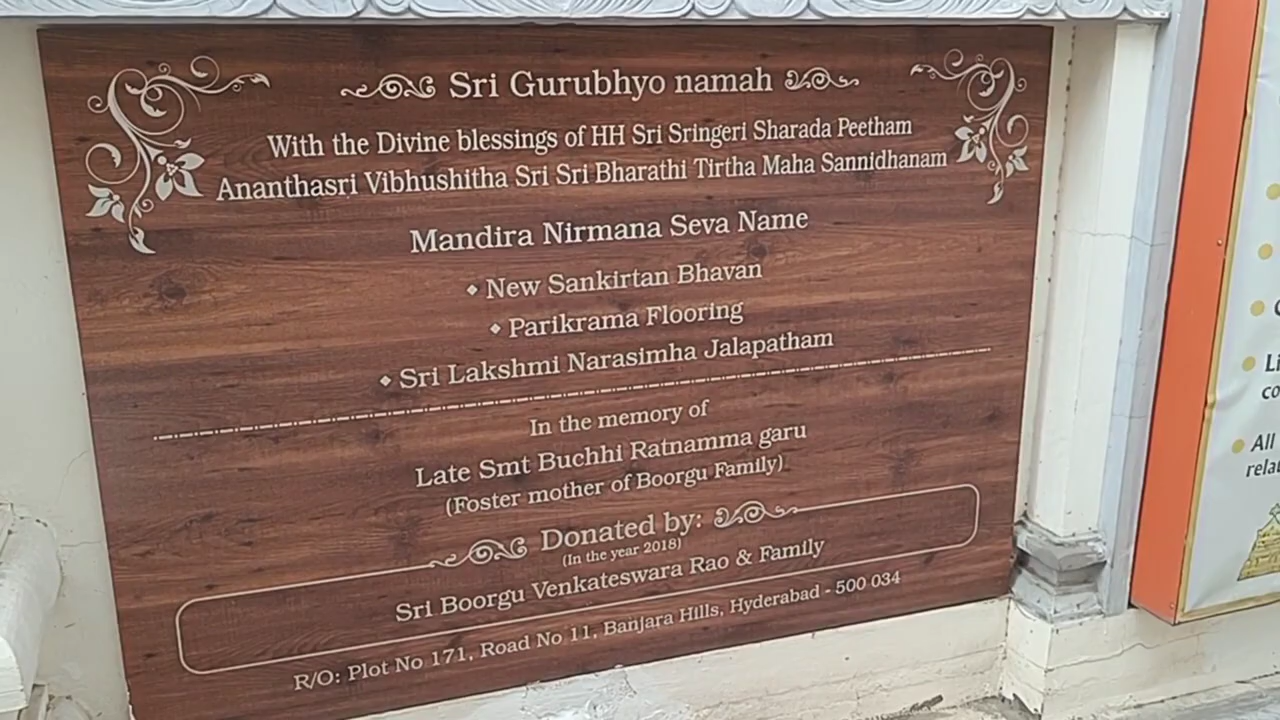 Sri Gurubhyo namah
With the Divine blessings of HH Sri Sringeri Sharada Peetham
Ananthasri Vibhushitha Sri Sri Bharathi Tirtha Maha Sannidhanam
Mandira Nirmana Seva Name
New Sankirtan Bhavan
Parikrama Flooring
Sri Lakshmi Narasimha Jalapatham
In the memory of
Late Smt Buchhi Ratnamma garu
(Foster mother of Boorgu Family)
Donated by:
(In the year 2018)
Sri Boorgu Venkateswara Rao & Family
R/O: Plot No 171, Road No 11, Banjara Hills, Hyderabad - 500 034
All